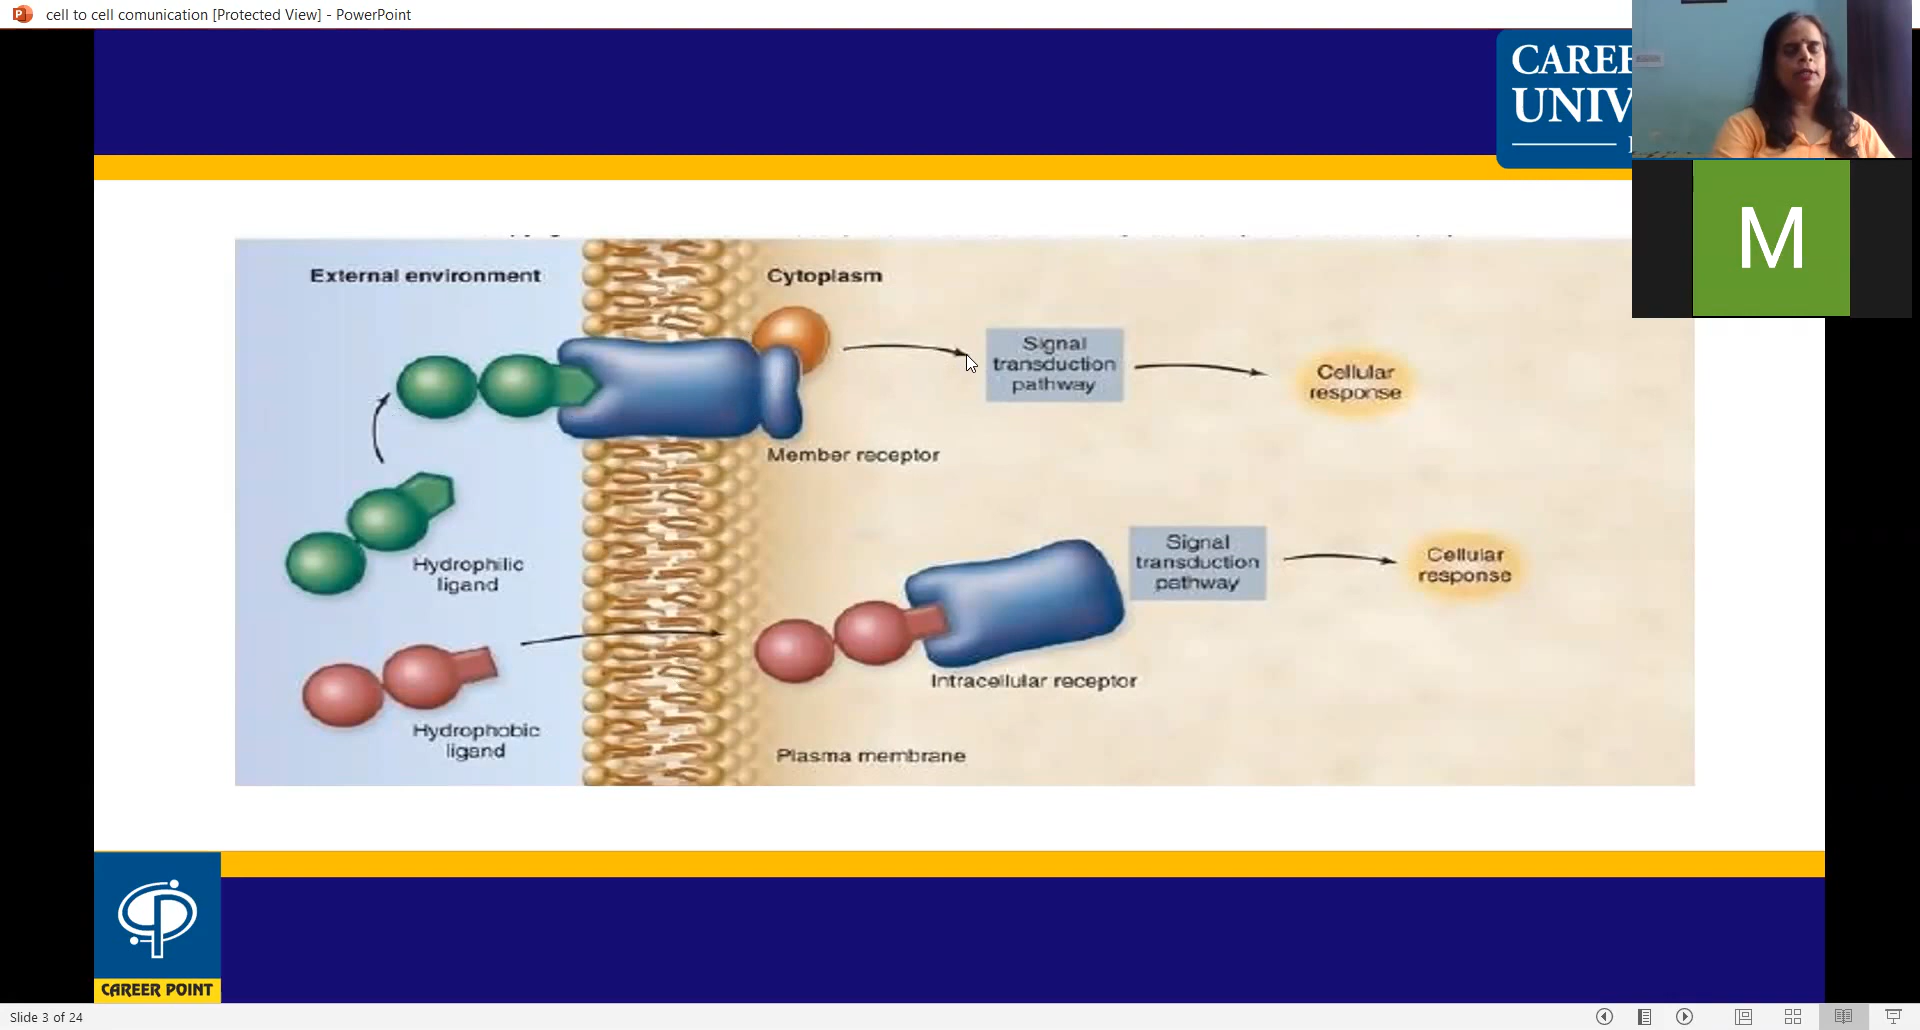 cell to cell comunication [Protected View] - PowerPoint
CAREE
UNIV
M
External environment
Cytoplasm
Signal
transduction
pathway
Cellular
response
Member receptor
Hydrophilic
ligand
Signal
transduction
pathway
Cellular
response
Intracellular receptor
Hydrophobic
ligand
Plasma membrane
CAREER POINT
Slide 3 of 24